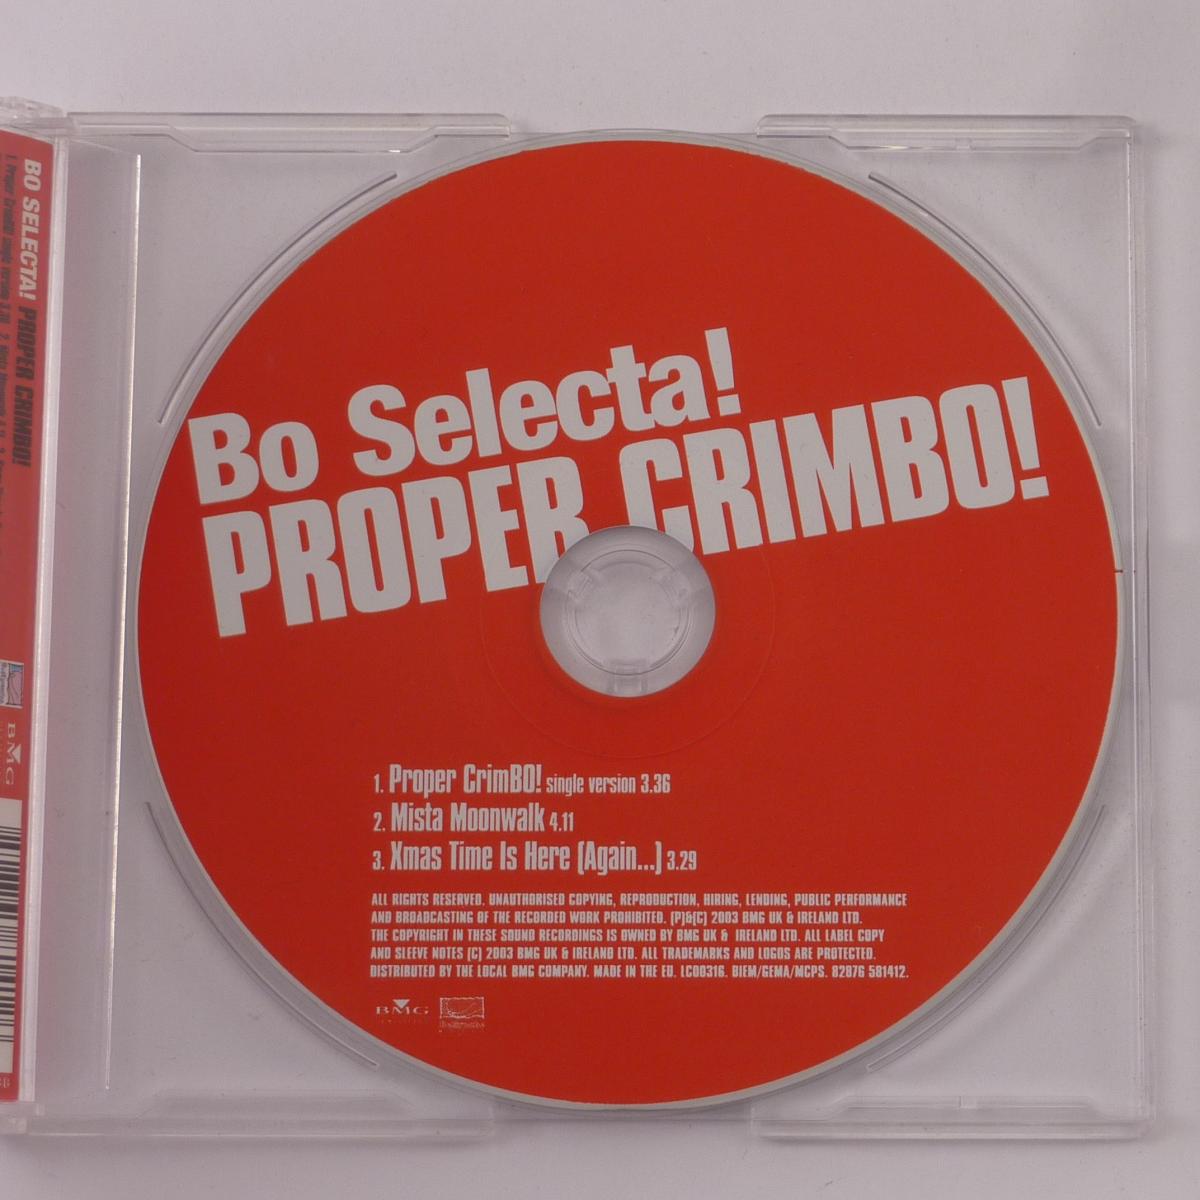 BO SELECTA! PROPER CRIMBO!
Bo Selecta!
PROPER CRIMBO!
1. Proper CrimBO! single version 3.36
2. Mista Moonwalk 4.11
3. Xmas Time Is Here (Again...) 3.29
ALL RIGHTS RESERVED. UNAUTHORISED COPYING, REPRODUCTION, HIRING, LENDING, PUBLIC PERFORMANCE
AND BROADCASTING OF THE RECORDED WORK PROHIBITED. (P)&(C) 2003 BMG UK & IRELAND LTD.
THE COPYRIGHT IN THESE SOUND RECORDINGS IS OWNED BY BMG UK & IRELAND LTD. ALL LABEL COPY
AND SLEEVE NOTES (C) 2003 BMG UK & IRELAND LTD. ALL TRADEMARKS AND LOGOS ARE PROTECTED.
DISTRIBUTED BY THE LOCAL BMG COMPANY. MADE IN THE EU. LC00316. BIEM/GEMA/MCPS. 82876 581412.
BMG
BMG